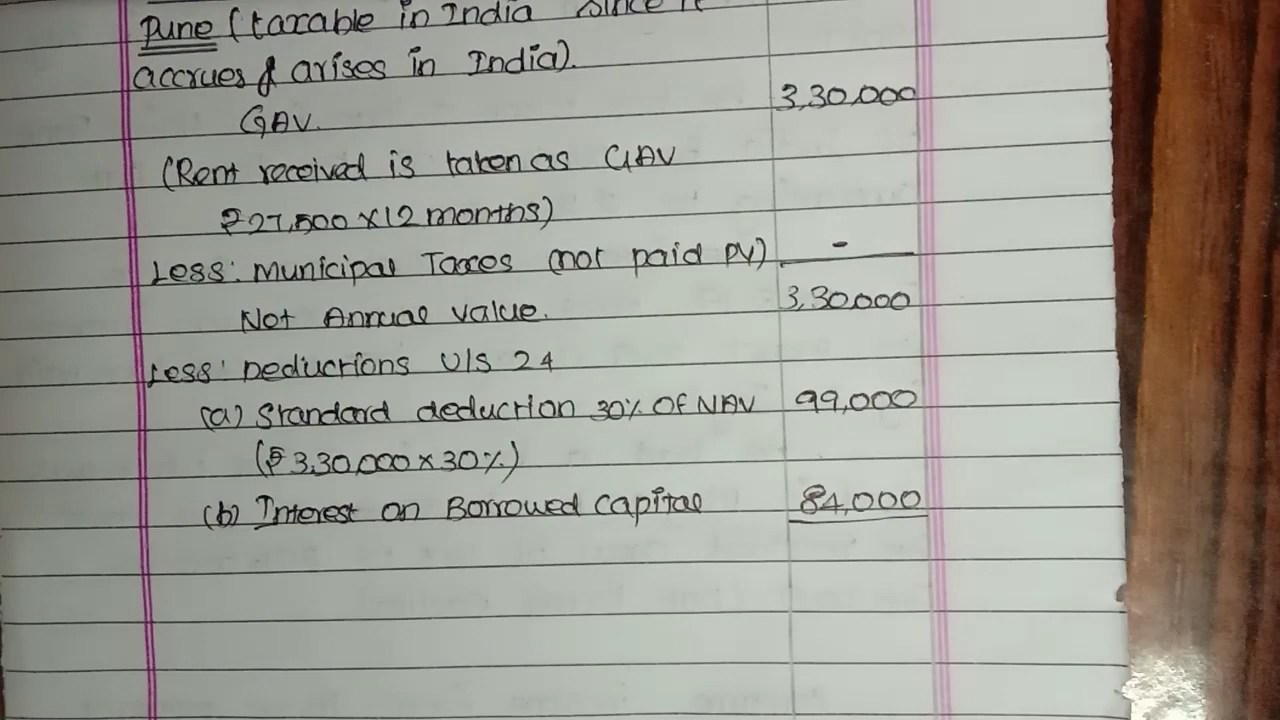 Pune (taxable in India since it
accrues & arises in India).
GAV. 3,30,000
(Rent received is taken as GAV
₹27,500 x 12 months)
Less: Municipal Taxes (not paid PY) -
Net Annual value. 3,30,000
Less: Deductions U/S 24
(a) Standard deduction 30% OF NAV 99,000
(₹ 3,30,000 x 30%)
(b) Interest on Borrowed capital 84,000